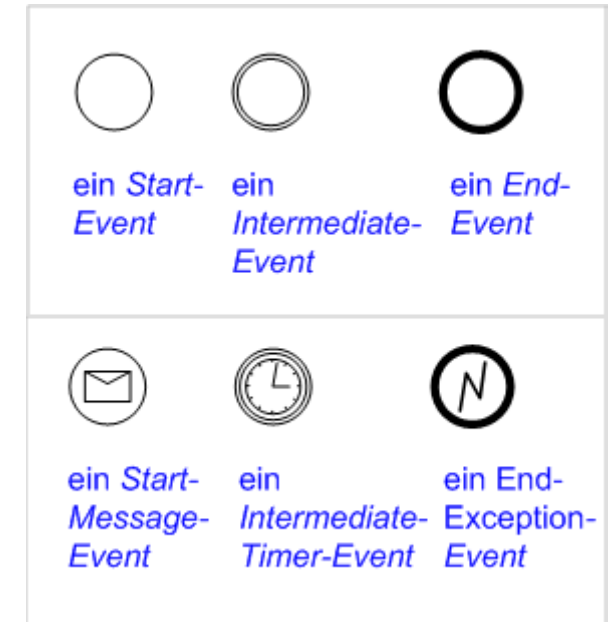 ein Start-
Event
ein
Intermediate-
Event
ein End-
Event
ein Start-
Message-
Event
ein
Intermediate-
Timer-Event
ein End-
Exception-
Event